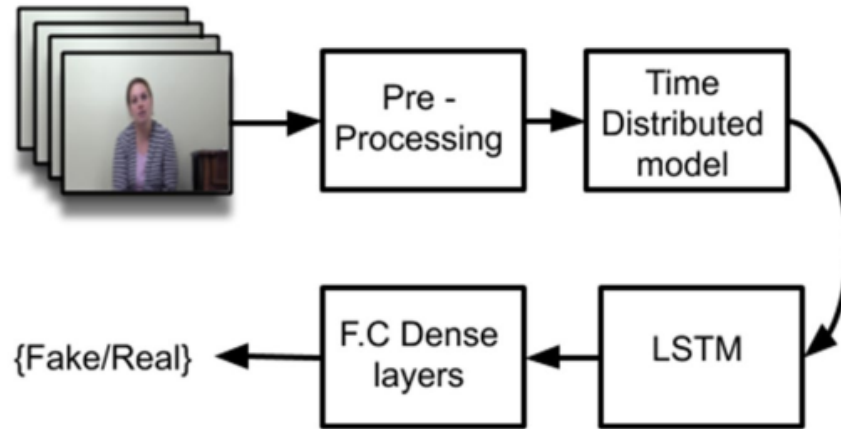 Pre -
Processing
Time
Distributed
model
LSTM
F.C Dense
layers
{Fake/Real}